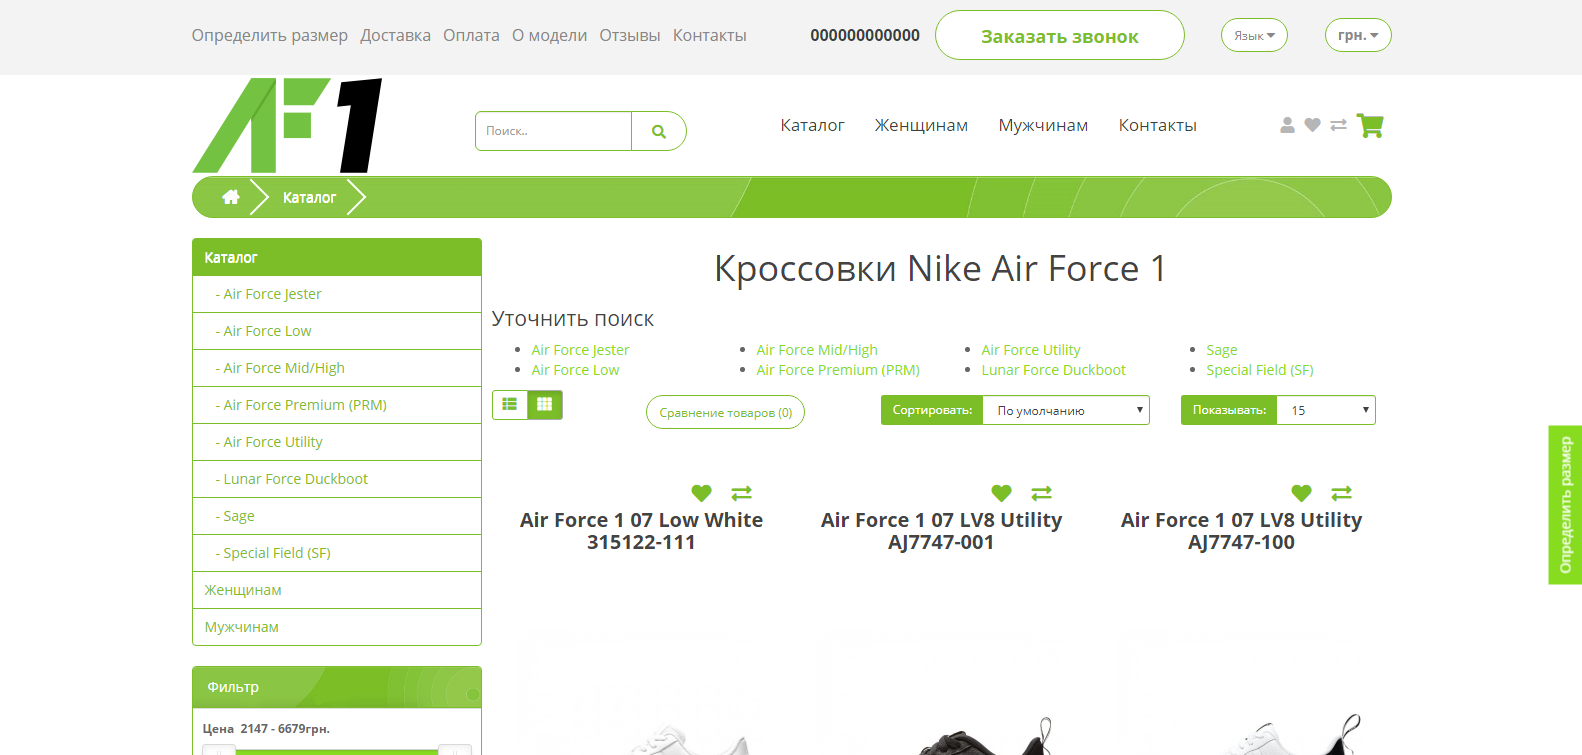 Определить размер Доставка Оплата О модели Отзывы Контакты 000000000000 Заказать звонок Язык грн.
AF1
Поиск..
Каталог Женщинам Мужчинам Контакты
Каталог
Каталог
- Air Force Jester
- Air Force Low
- Air Force Mid/High
- Air Force Premium (PRM)
- Air Force Utility
- Lunar Force Duckboot
- Sage
- Special Field (SF)
Женщинам
Мужчинам
Фильтр
Цена 2147 - 6679грн.
Кроссовки Nike Air Force 1
Уточнить поиск
Air Force Jester
Air Force Low
Air Force Mid/High
Air Force Premium (PRM)
Air Force Utility
Lunar Force Duckboot
Sage
Special Field (SF)
Сравнение товаров (0)
Сортировать: По умолчанию
Показывать: 15
Air Force 1 07 Low White
315122-111
Air Force 1 07 LV8 Utility
AJ7747-001
Air Force 1 07 LV8 Utility
AJ7747-100
Определить размер